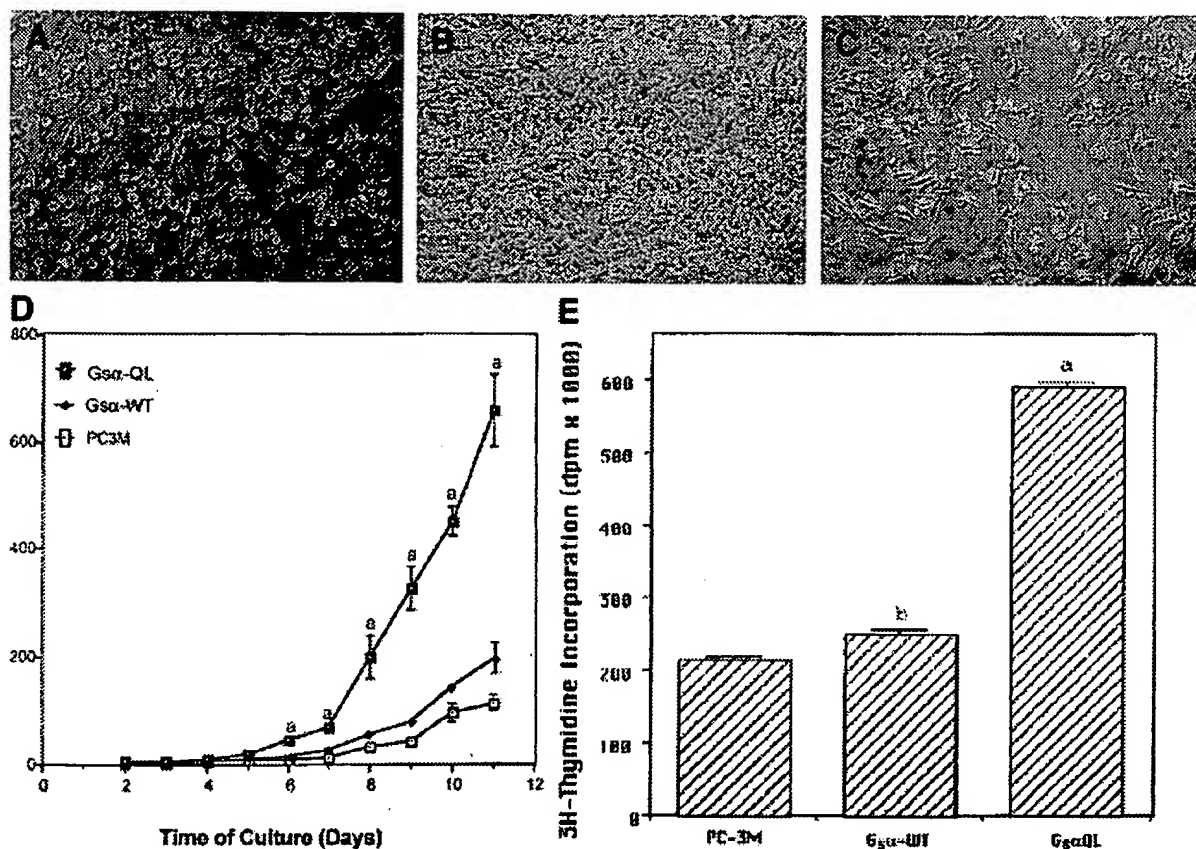 A
B
C
D
800
600
400
200
0
Gsα-QL
Gsα-WT
PC3M
a
a
a
a
a
a
0
2
4
6
8
10
12
14
Time of Culture (Days)
E
3H-Thymidine Incorporation (dpm x 1000)
600
500
400
300
200
100
0
b
a
PC-3M
Gsα-WT
GsαQL